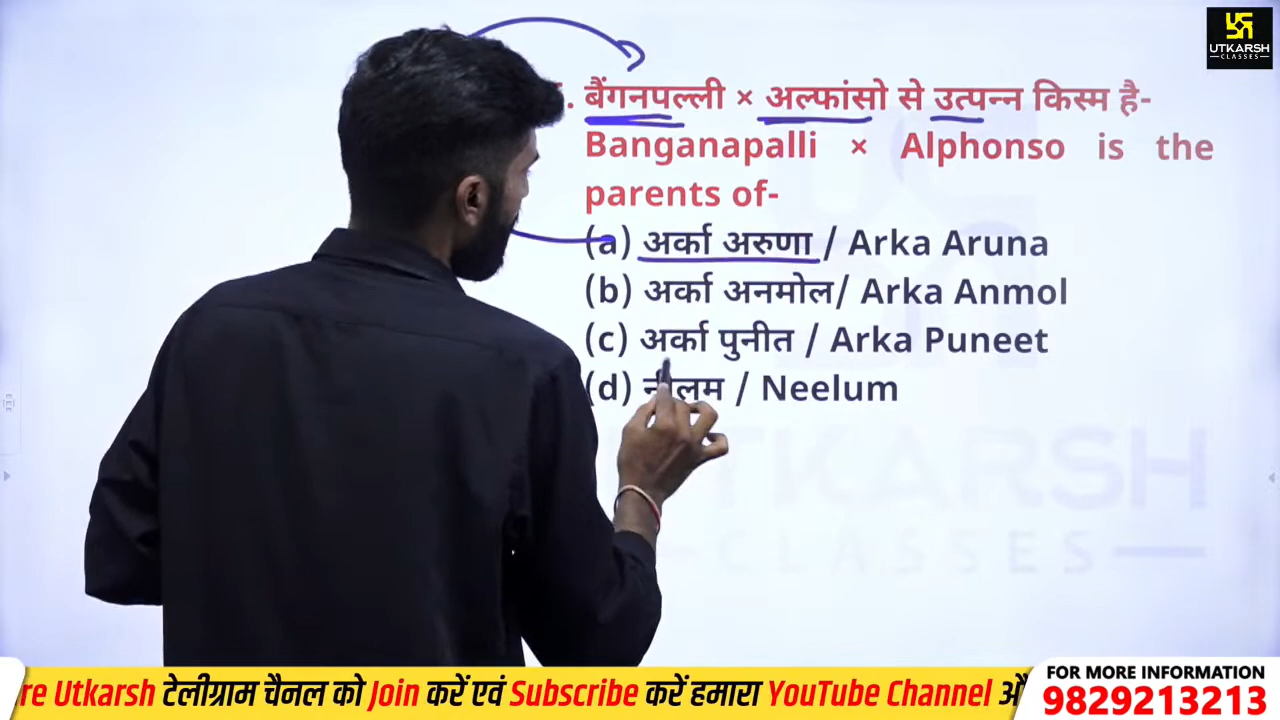 UTKARSH
CLASSES
. बैंगनपल्ली × अल्फांसो से उत्पन्न किस्म है-
Banganapalli × Alphonso is the
parents of-
(a) अर्का अरुणा / Arka Aruna
(b) अर्का अनमोल/ Arka Anmol
(c) अर्का पुनीत / Arka Puneet
(d) नीलम / Neelum
UTKARSH
CLASSES
re Utkarsh टेलीग्राम चैनल को Join करें एवं Subscribe करें हमारा YouTube Channel औ
FOR MORE INFORMATION
9829213213